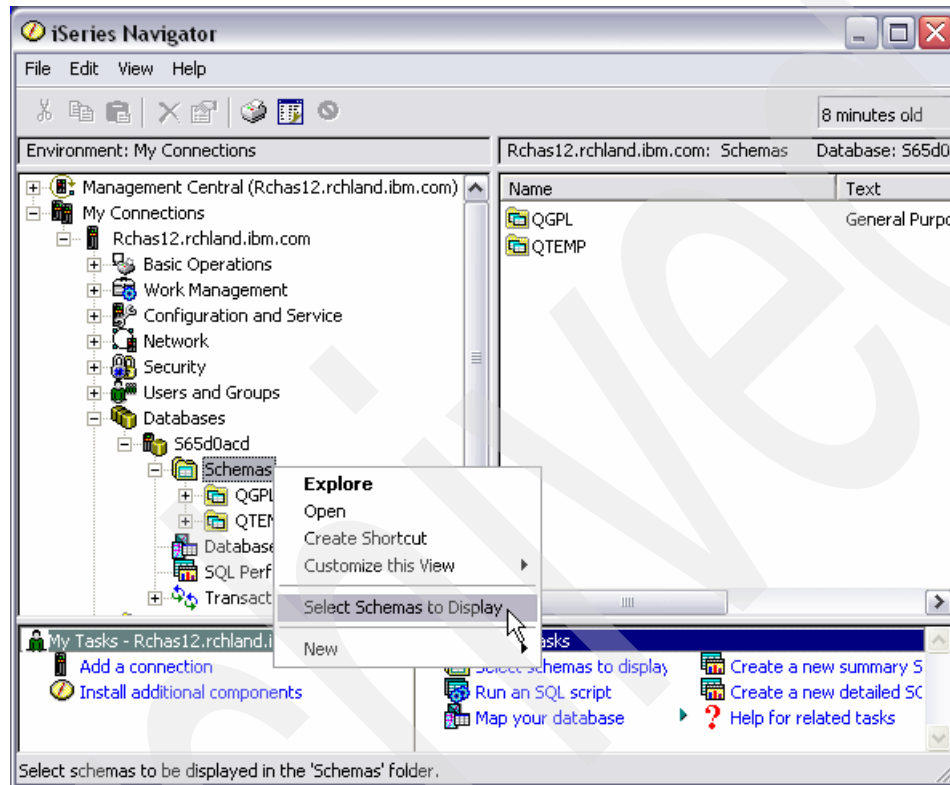 iSeries Navigator
File Edit View Help
8 minutes old
Environment: My Connections
Rchas12.rchland.ibm.com: Schemas Database: S65d0
Management Central (Rchas12.rchland.ibm.com)
My Connections
Rchas12.rchland.ibm.com
Basic Operations
Work Management
Configuration and Service
Network
Security
Users and Groups
Databases
S65d0acd
Schemas
QGPL
QTEM
Database
SQL Perf
Transact
Name Text
QGPL General Purpo
QTEMP
Explore
Open
Create Shortcut
Customize this View
Select Schemas to Display
New
My Tasks - Rchas12.rchland.i
Add a connection
Install additional components
asks
Select schemas to display
Run an SQL script
Map your database
Create a new summary S
Create a new detailed SQ
Help for related tasks
Select schemas to be displayed in the 'Schemas' folder.